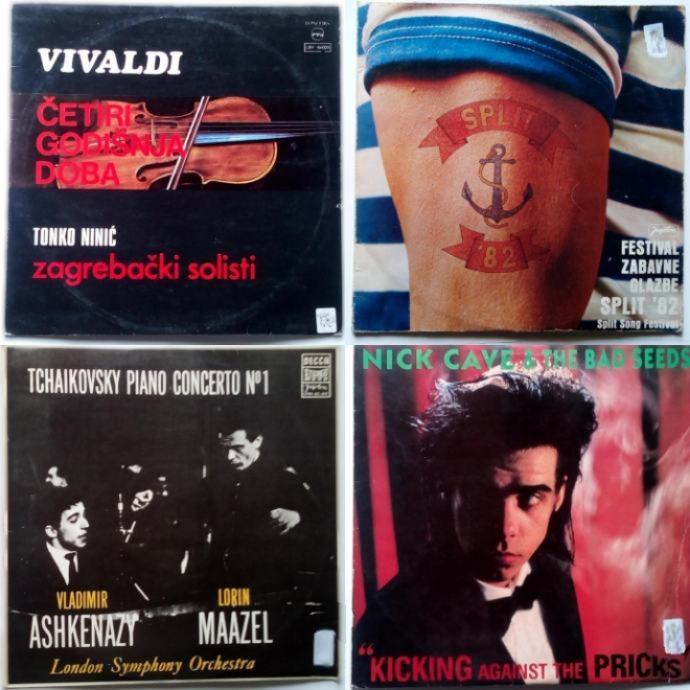 VIVALDI
ČETIRI
GODIŠNJA
DOBA
TONKO NINIĆ
zagrebački solisti
SPLIT
'82
Jugoton
FESTIVAL
ZABAVNE
GLAZBE
SPLIT '82
Split Song Festival
TCHAIKOVSKY PIANO CONCERTO Nº1
DECCA
VLADIMIR
ASHKENAZY
LORIN
MAAZEL
London Symphony Orchestra
NICK CAVE & THE BAD SEEDS
"KICKING AGAINST THE PRICKS